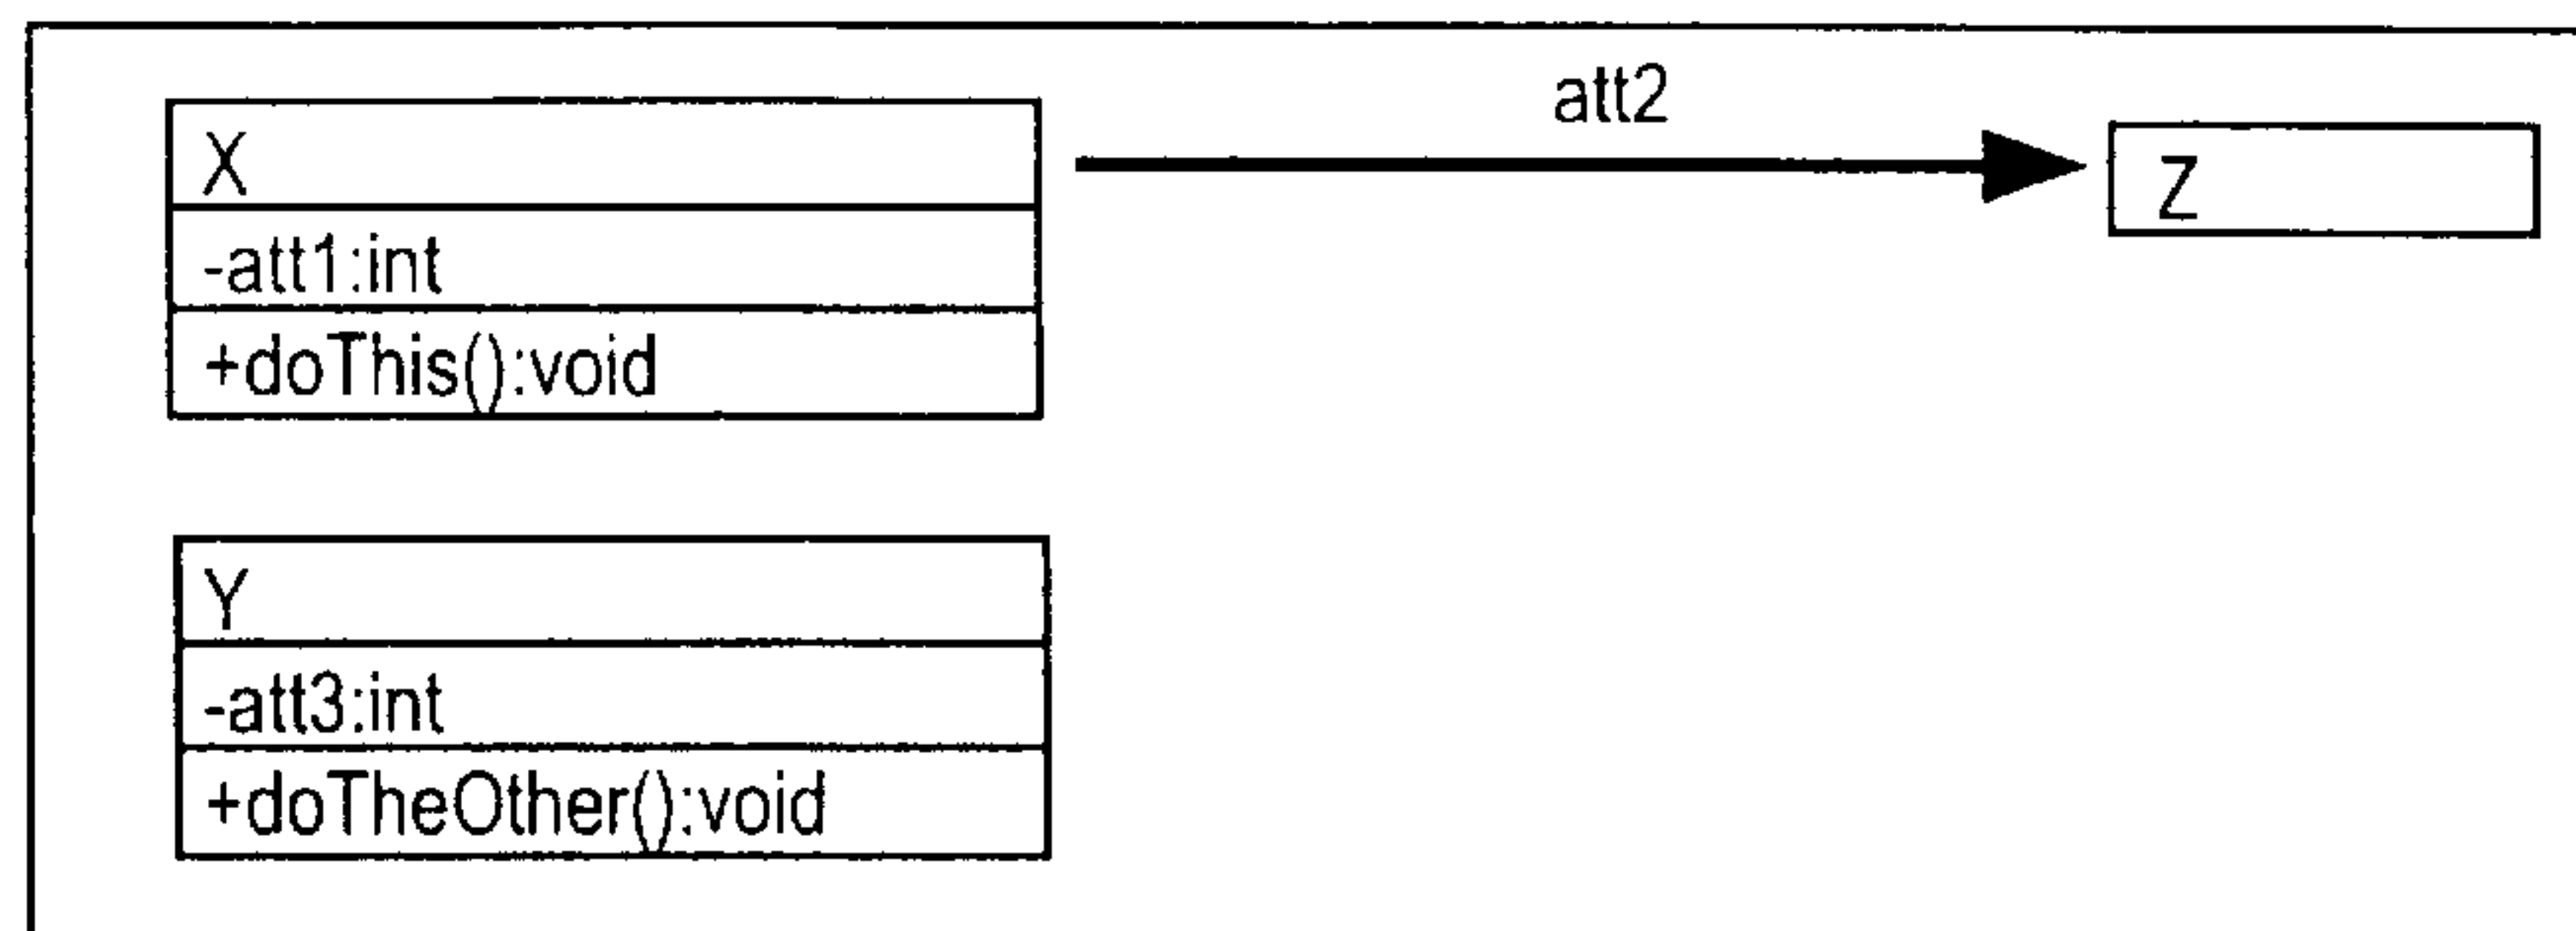 X
-att1:int
+doThis():void
att2
Z
Y
-att3:int
+doTheOther():void